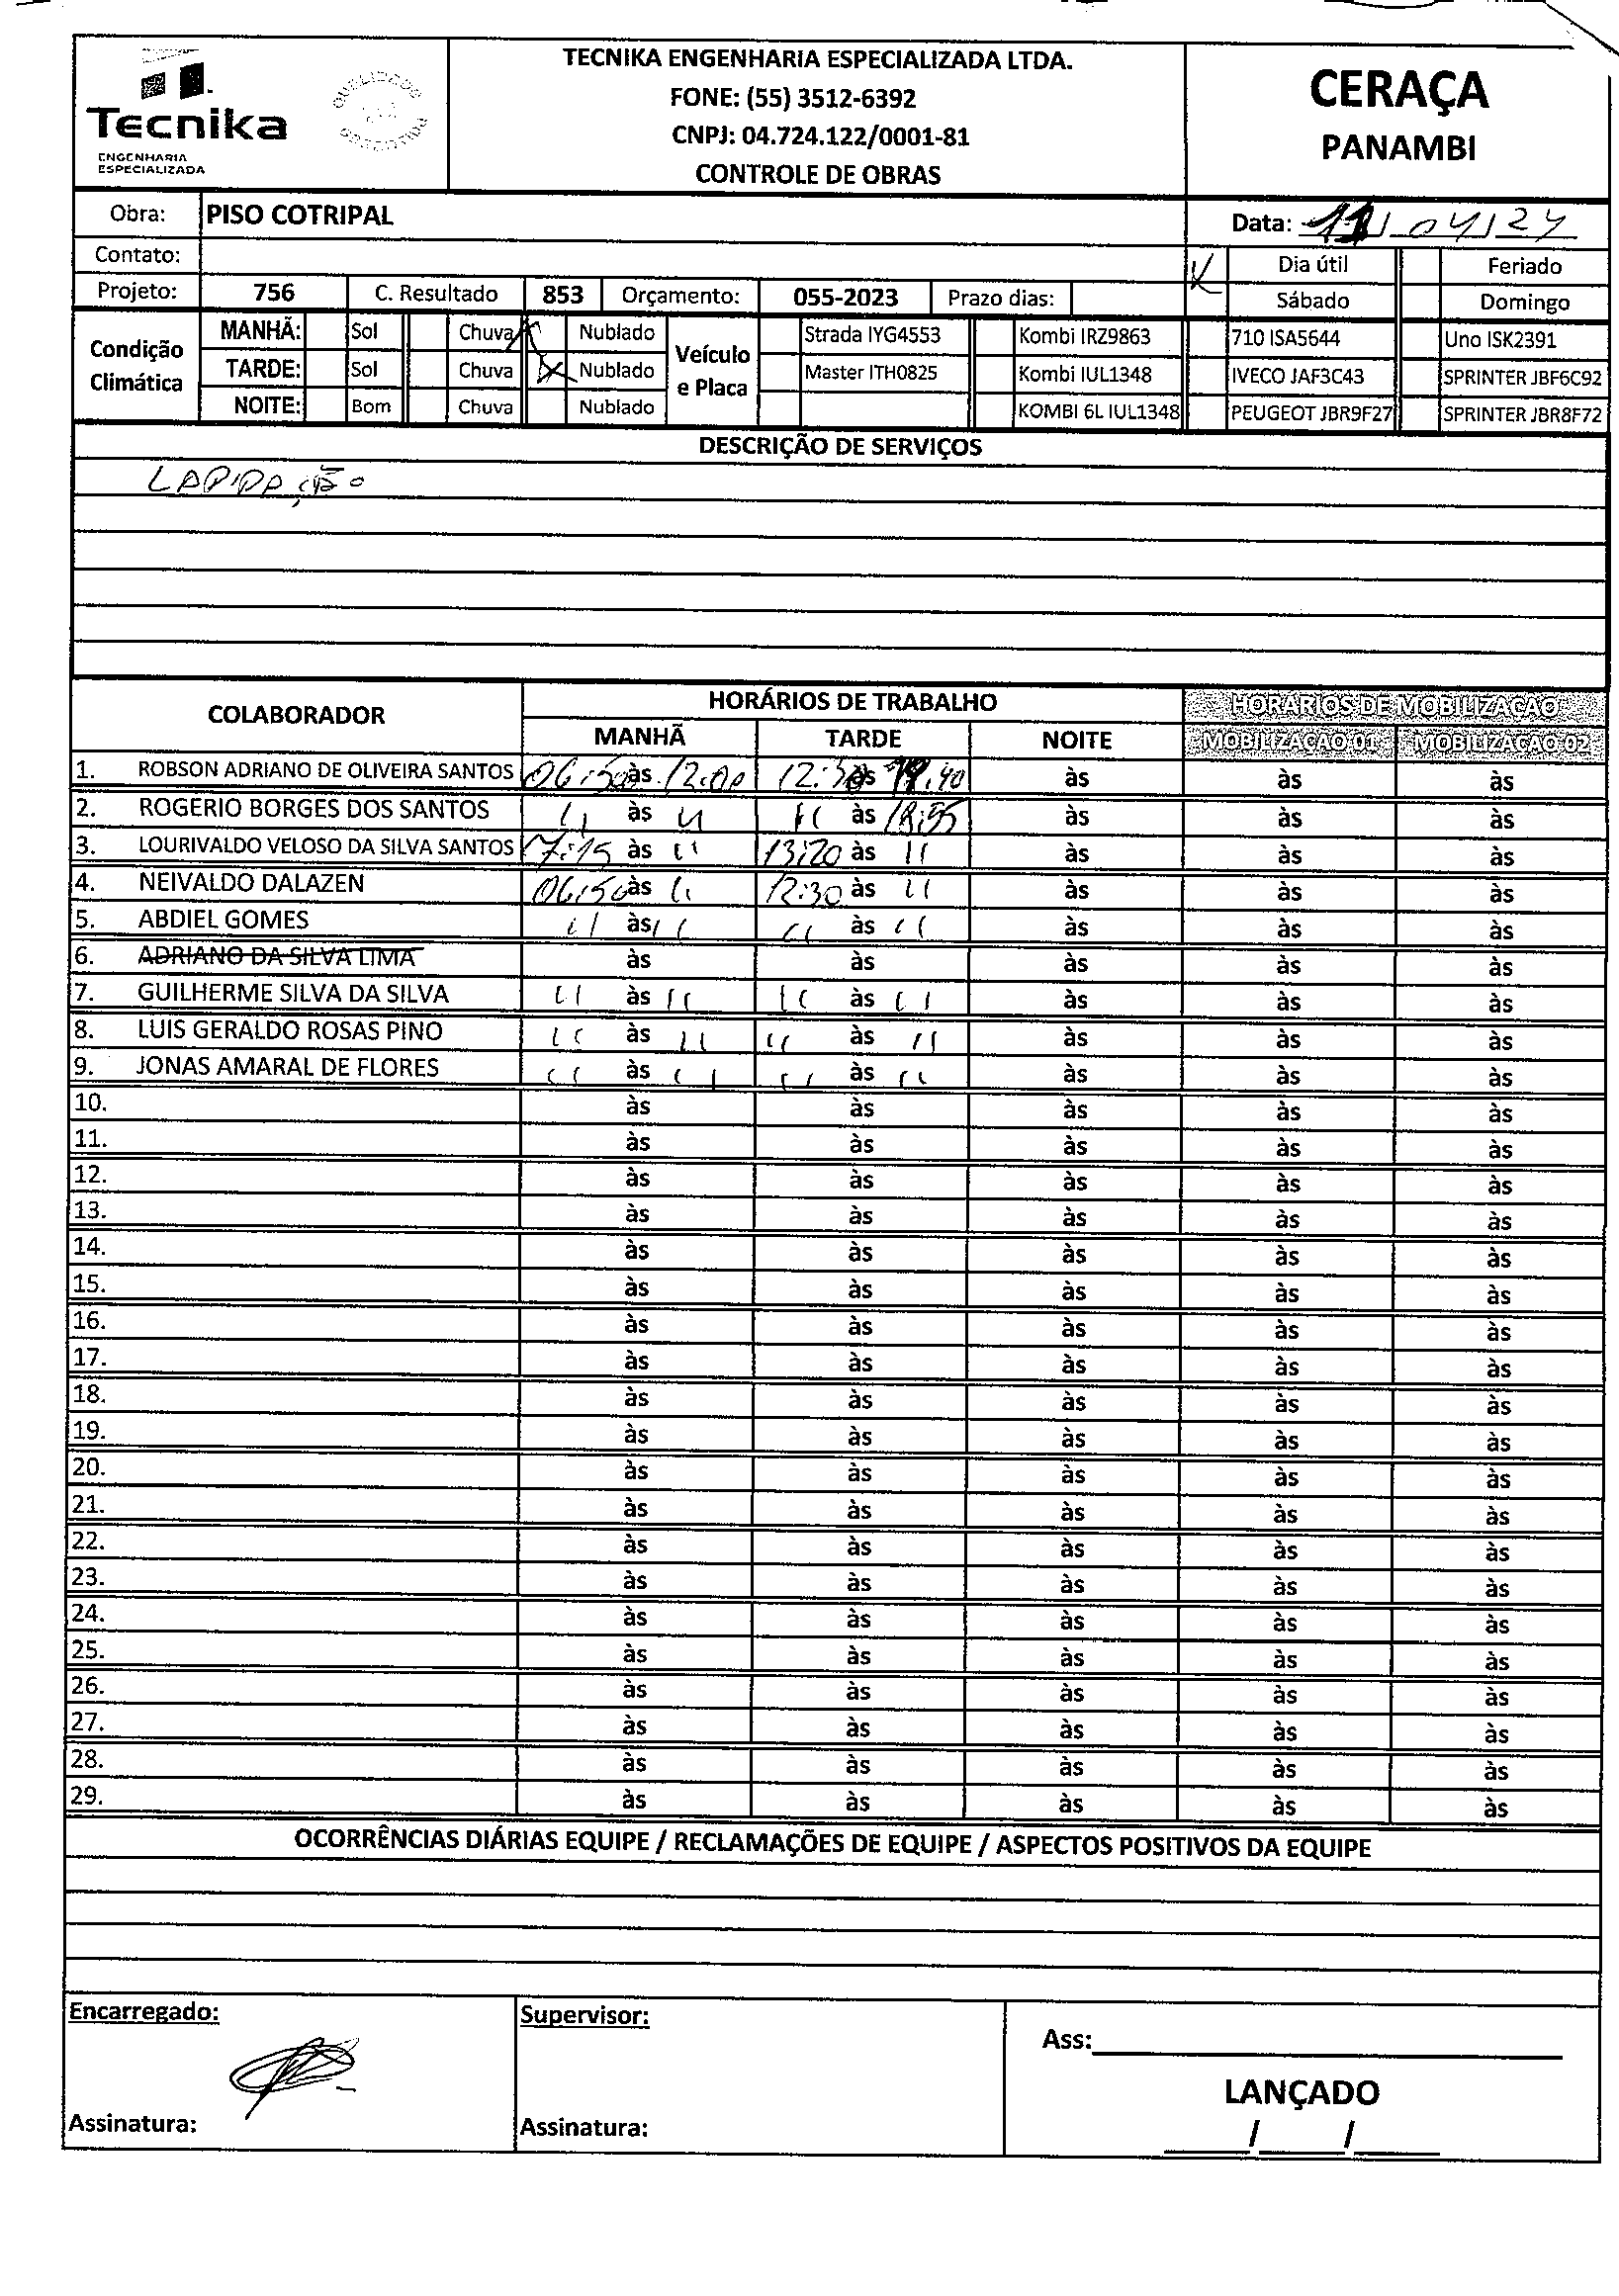 Tecnika
ENGENHARIA
ESPECIALIZADA
TECNIKA ENGENHARIA ESPECIALIZADA LTDA.
FONE: (55) 3512-6392
CNPJ: 04.724.122/0001-81
CONTROLE DE OBRAS
CERAÇA
PANAMBI
Obra: PISO COTRIPAL Data: 11/04/24
Contato: Dia útil Feriado
Projeto: 756 C. Resultado 853 Orçamento: 055-2023 Prazo dias: Sábado Domingo
Condição Climática Veículo e Placa
MANHÃ: Sol Chuva X Nublado Strada IYG4553 Kombi IRZ9863 710 ISA5644 Uno ISK2391
TARDE: Sol Chuva X Nublado Master ITH0825 Kombi IUL1348 IVECO JAF3C43 SPRINTER JBF6C92
NOITE: Bom Chuva Nublado KOMBI 6L IUL1348 PEUGEOT JBR9F27 SPRINTER JBR8F72
DESCRIÇÃO DE SERVIÇOS
LAPIDAÇÃO
COLABORADOR HORÁRIOS DE TRABALHO HORÁRIOS DE MOBILIZAÇÃO
MANHÃ TARDE NOITE MOBILIZAÇÃO 01 MOBILIZAÇÃO 02
1. ROBSON ADRIANO DE OLIVEIRA SANTOS 06:50 às 12:00 12:30 às 19:40 às às às
2. ROGERIO BORGES DOS SANTOS " às " " às 18:55 às às às
3. LOURIVALDO VELOSO DA SILVA SANTOS 7:15 às " 13:20 às " às às às
4. NEIVALDO DALAZEN 06:50 às " 12:30 às " às às às
5. ABDIEL GOMES " às " " às " às às às
6. ADRIANO DA SILVA LIMA às às às às às
7. GUILHERME SILVA DA SILVA " às " " às " às às às
8. LUIS GERALDO ROSAS PINO " às " " às " às às às
9. JONAS AMARAL DE FLORES " às " " às " às às às
10. às às às às às
11. às às às às às
12. às às às às às
13. às às às às às
14. às às às às às
15. às às às às às
16. às às às às às
17. às às às às às
18. às às às às às
19. às às às às às
20. às às às às às
21. às às às às às
22. às às às às às
23. às às às às às
24. às às às às às
25. às às às às às
26. às às às às às
27. às às às às às
28. às às às às às
29. às às às às às
OCORRÊNCIAS DIÁRIAS EQUIPE / RECLAMAÇÕES DE EQUIPE / ASPECTOS POSITIVOS DA EQUIPE
Encarregado: Supervisor:
Ass:
LANÇADO
Assinatura: Assinatura: / /